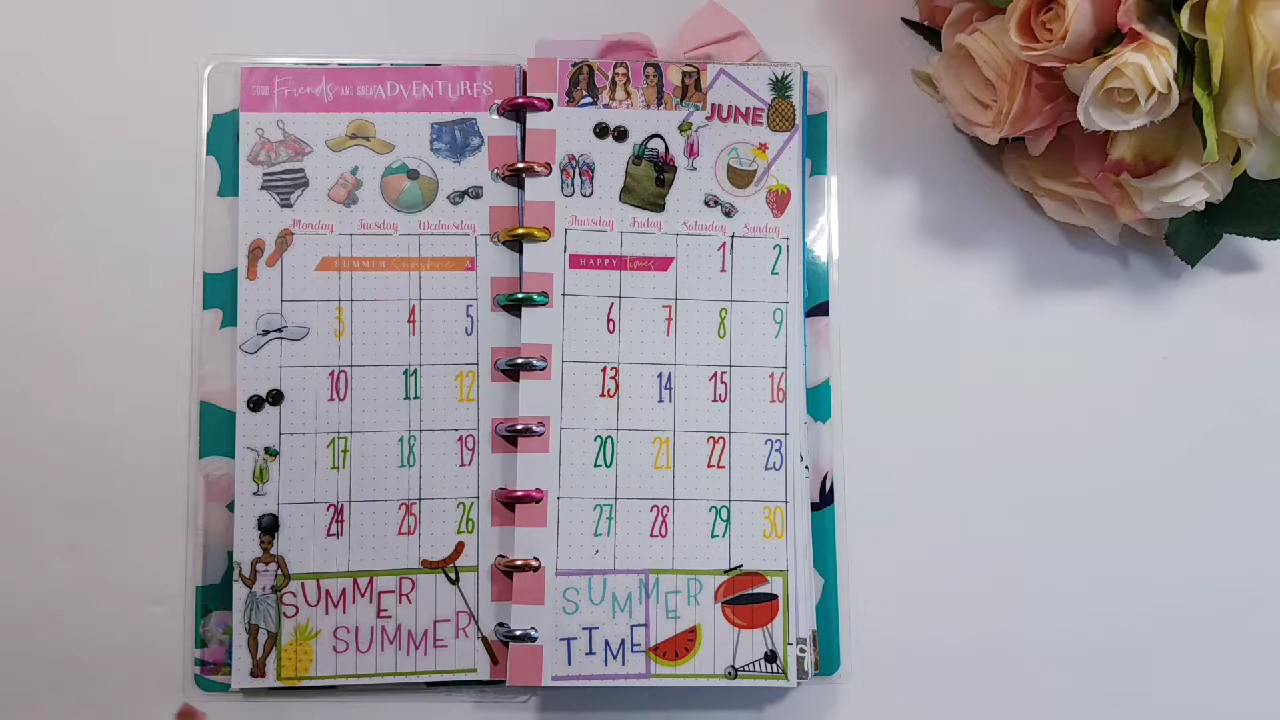 GOOD Friends AND GREAT ADVENTURES
JUNE
Monday Tuesday Wednesday Thursday Friday Saturday Sunday
SUMMER Sunshine & HAPPY Times
1 2
3 4 5 6 7 8 9
10 11 12 13 14 15 16
17 18 19 20 21 22 23
24 25 26 27 28 29 30
SUMMER
SUMMER
SUMMER
TIME